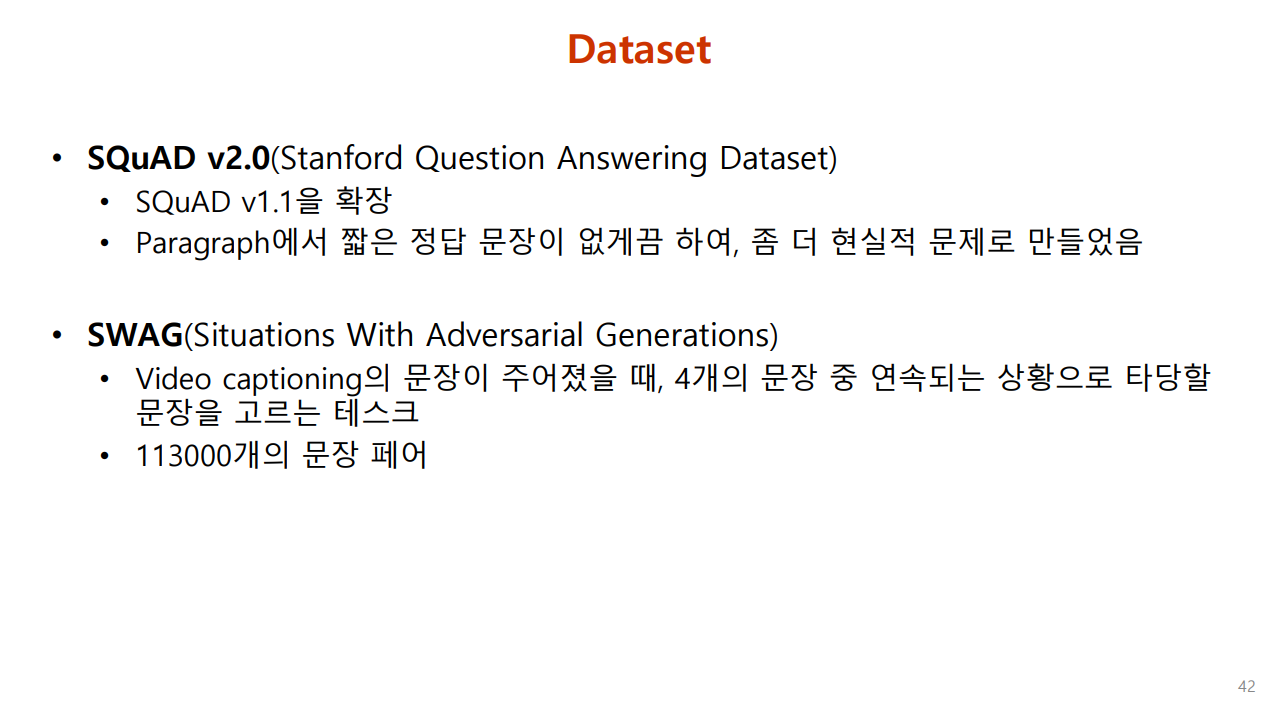 Dataset
• SQuAD v2.0(Stanford Question Answering Dataset)
• SQuAD v1.1을 확장
• Paragraph에서 짧은 정답 문장이 없게끔 하여, 좀 더 현실적 문제로 만들었음
• SWAG(Situations With Adversarial Generations)
• Video captioning의 문장이 주어졌을 때, 4개의 문장 중 연속되는 상황으로 타당할
문장을 고르는 테스크
• 113000개의 문장 페어
42